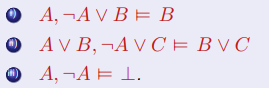 i) A, ¬A ∨ B ⊨ B
ii) A ∨ B, ¬A ∨ C ⊨ B ∨ C
iii) A, ¬A ⊨ ⊥.